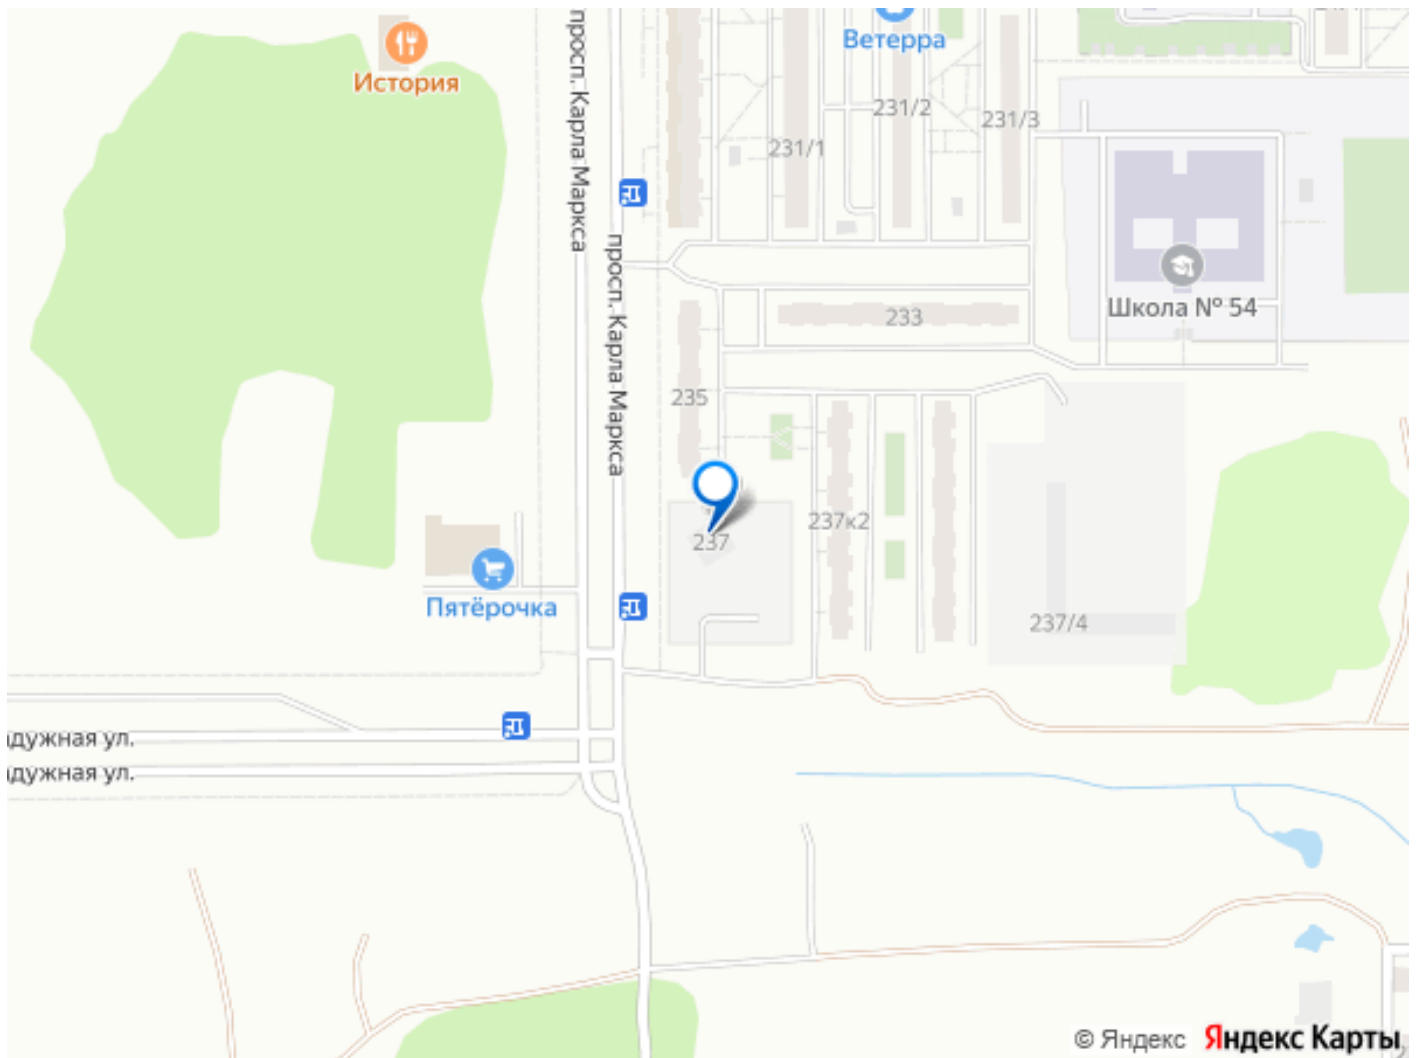 История
Ветерра
просп. Карла Маркса
231/2
231/3
231/1
просп. Карла Маркса
Школа № 54
233
235
237к2
237
Пятёрочка
237/4
дужная ул.
дужная ул.
© Яндекс Яндекс Карты